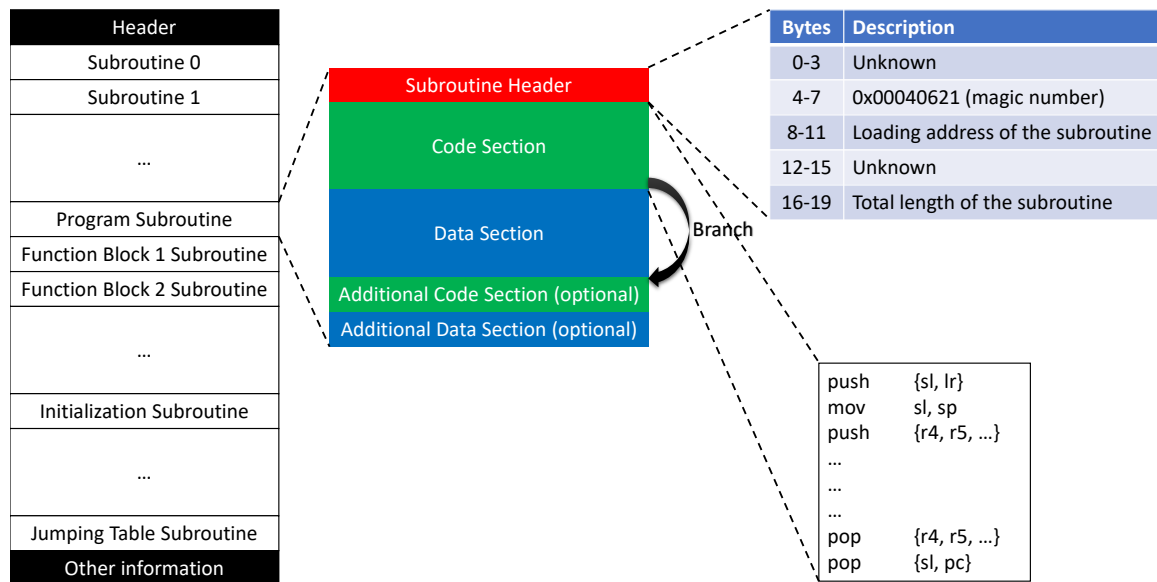 Header
Subroutine 0
Subroutine 1
...
Program Subroutine
Function Block 1 Subroutine
Function Block 2 Subroutine
...
Initialization Subroutine
...
Jumping Table Subroutine
Other information
Subroutine Header
Code Section
Data Section
Branch
Additional Code Section (optional)
Additional Data Section (optional)
Bytes Description
0-3 Unknown
4-7 0x00040621 (magic number)
8-11 Loading address of the subroutine
12-15 Unknown
16-19 Total length of the subroutine
push {sl, lr}
mov sl, sp
push {r4, r5, ...}
...
...
...
pop {r4, r5, ...}
pop {sl, pc}